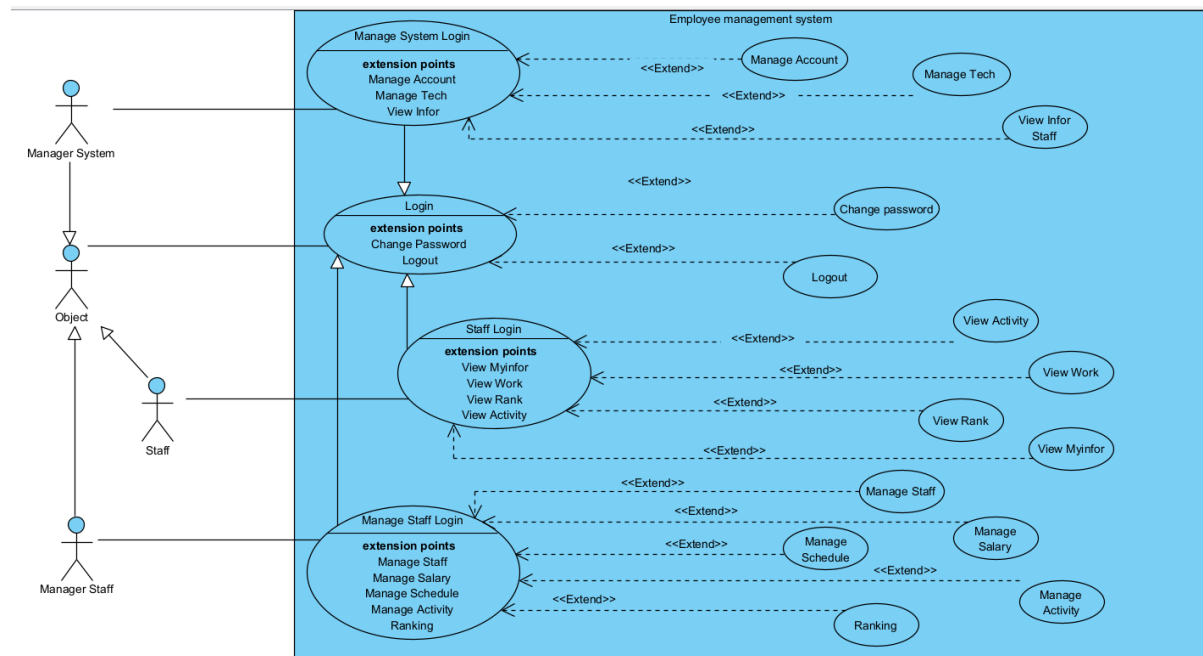 Employee management system
Manage System Login
extension points
Manage Account
Manage Tech
View Infor
<<Extend>>
Manage Account
<<Extend>>
Manage Tech
<<Extend>>
View Infor
Staff
Manager System
Login
extension points
Change Password
Logout
<<Extend>>
Change password
<<Extend>>
Logout
Object
Staff Login
extension points
View Myinfor
View Work
View Rank
View Activity
<<Extend>>
View Activity
<<Extend>>
View Work
<<Extend>>
View Rank
<<Extend>>
View Myinfor
Staff
Manage Staff Login
extension points
Manage Staff
Manage Salary
Manage Schedule
Manage Activity
Ranking
<<Extend>>
Manage Staff
<<Extend>>
Manage
Salary
<<Extend>>
Manage
Schedule
<<Extend>>
Manage
Activity
<<Extend>>
Ranking
Manager Staff